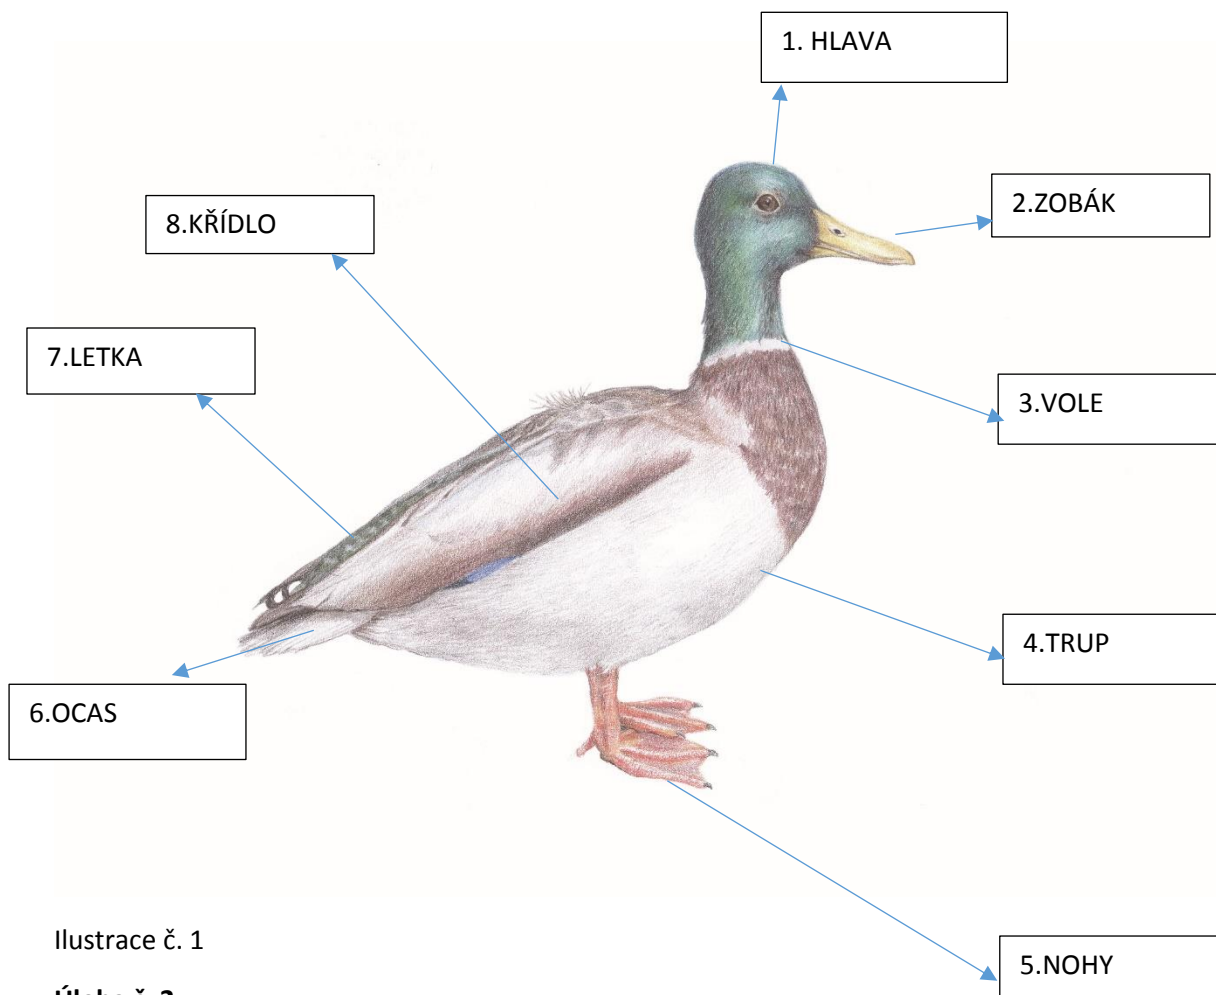 1. HLAVA
2.ZOBÁK
8.KŘÍDLO
7.LETKA
3.VOLE
4.TRUP
6.OCAS
Ilustrace č. 1
5.NOHY